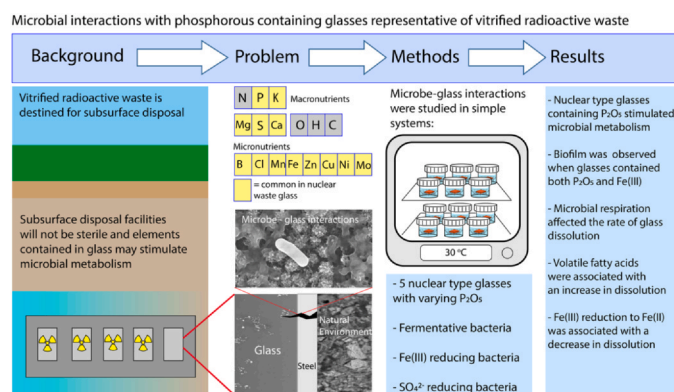 Microbial interactions with phosphorous containing glasses representative of vitrified radioactive waste
Background
Problem
Methods
Results
Vitrified radioactive waste is
destined for subsurface disposal
Subsurface disposal facilities
will not be sterile and elements
contained in glass may stimulate
microbial metabolism
N P K
Macronutrients
Mg S Ca
O H C
Micronutrients
B Cl Mn Fe Zn Cu Ni Mo
= common in nuclear
waste glass
Microbe - glass interactions
Glass
Steel
Natural
Environment
Microbe-glass interactions
were studied in simple
systems:
30 °C
- 5 nuclear type glasses
with varying P₂O₅
- Fermentative bacteria
- Fe(III) reducing bacteria
- SO₄²⁻ reducing bacteria
- Nuclear type glasses
containing P₂O₅ stimulated
microbial metabolism
- Biofilm was observed
when glasses contained
both P₂O₅ and Fe(III)
- Microbial respiration
affected the rate of glass
dissolution
- Volatile fatty acids
were associated with
an increase in dissolution
- Fe(III) reduction to Fe(II)
was associated with a
decrease in dissolution